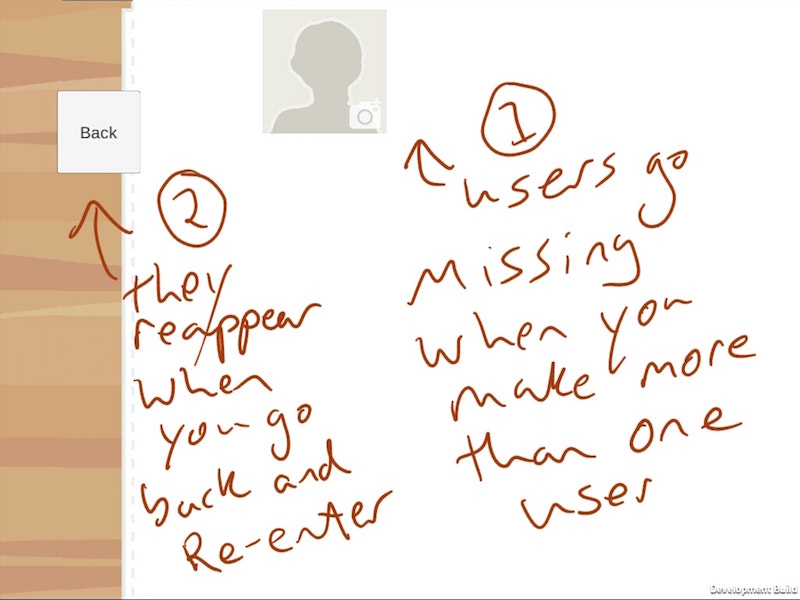 Back
1
users go
missing
when you
make more
than one
user
2
they
reappear
when
you go
back and
Re-enter
Development Build